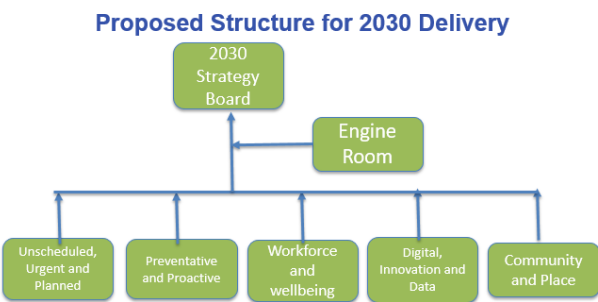 Proposed Structure for 2030 Delivery
2030
Strategy
Board
Engine
Room
Unscheduled,
Urgent and
Planned
Preventative
and Proactive
Workforce
and
wellbeing
Digital,
Innovation and
Data
Community
and Place